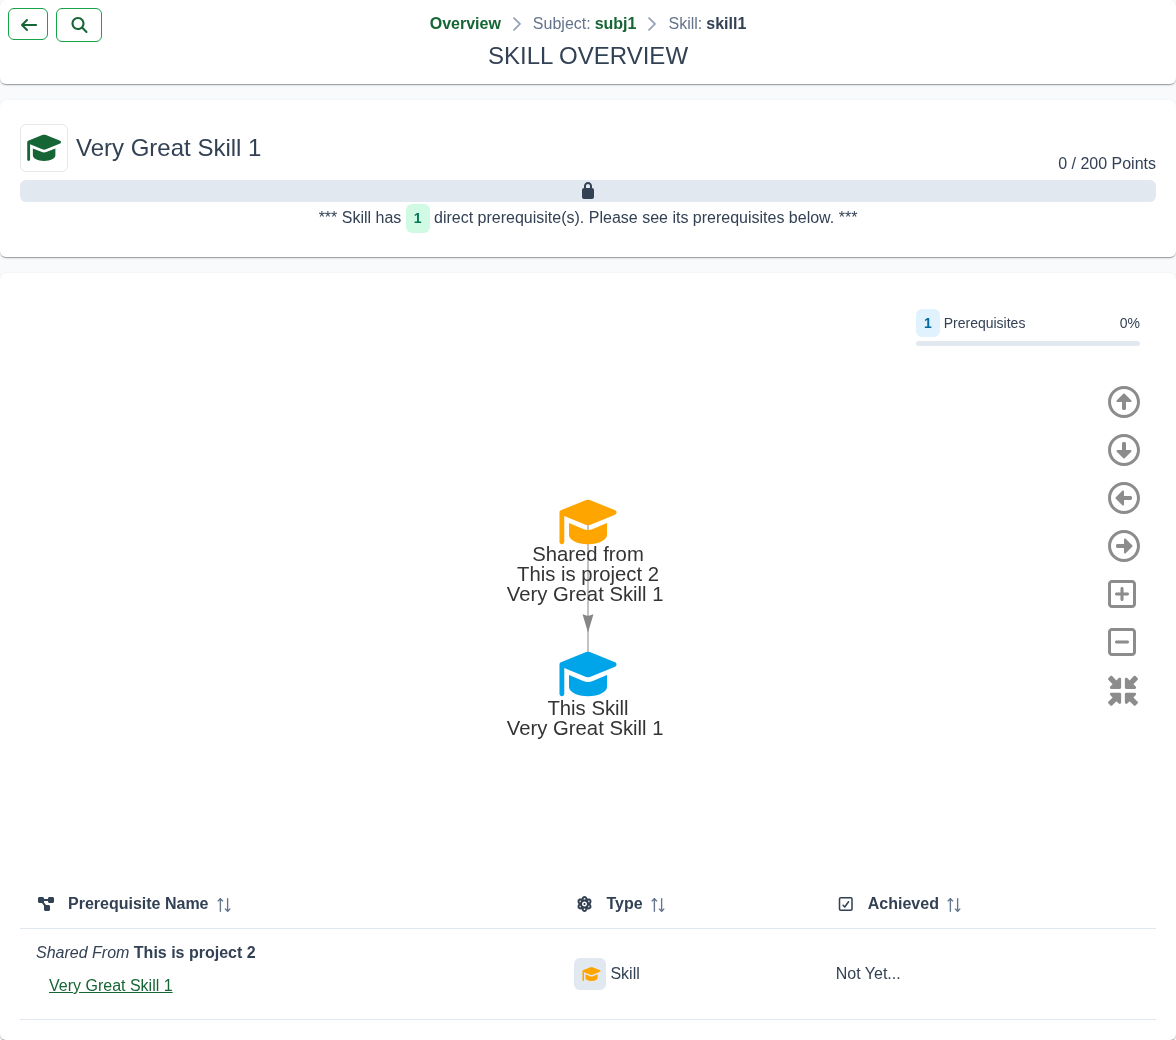 Overview Subject: subj1 Skill: skill1
SKILL OVERVIEW
Very Great Skill 1
0 / 200 Points
*** Skill has 1 direct prerequisite(s). Please see its prerequisites below. ***
1 Prerequisites 0%
Shared from
This is project 2
Very Great Skill 1
This Skill
Very Great Skill 1
Prerequisite Name Type Achieved
Shared From This is project 2
Very Great Skill 1 Skill Not Yet...